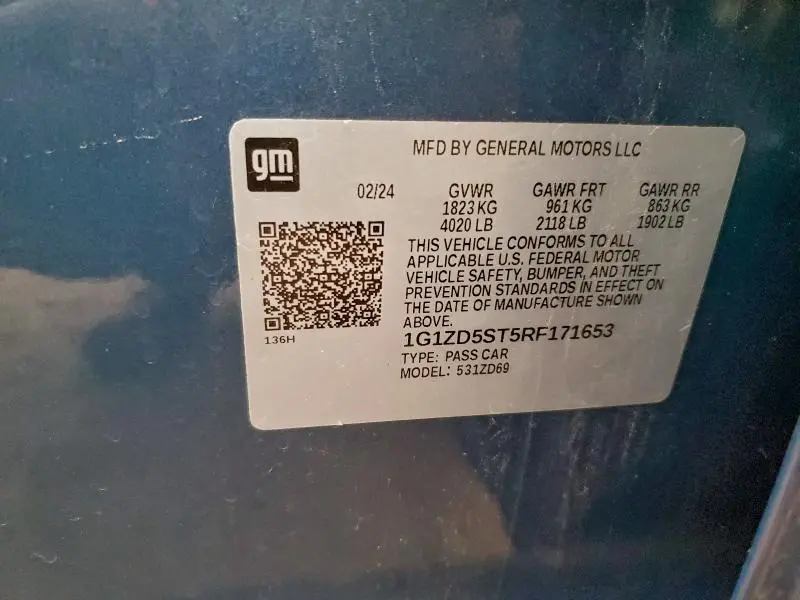 gm
MFD BY GENERAL MOTORS LLC
02/24 GVWR GAWR FRT GAWR RR
1823 KG 961 KG 863 KG
4020 LB 2118 LB 1902 LB
THIS VEHICLE CONFORMS TO ALL
APPLICABLE U.S. FEDERAL MOTOR
VEHICLE SAFETY, BUMPER, AND THEFT
PREVENTION STANDARDS IN EFFECT ON
THE DATE OF MANUFACTURE SHOWN
ABOVE.
136H
1G1ZD5ST5RF171653
TYPE: PASS CAR
MODEL: 531ZD69